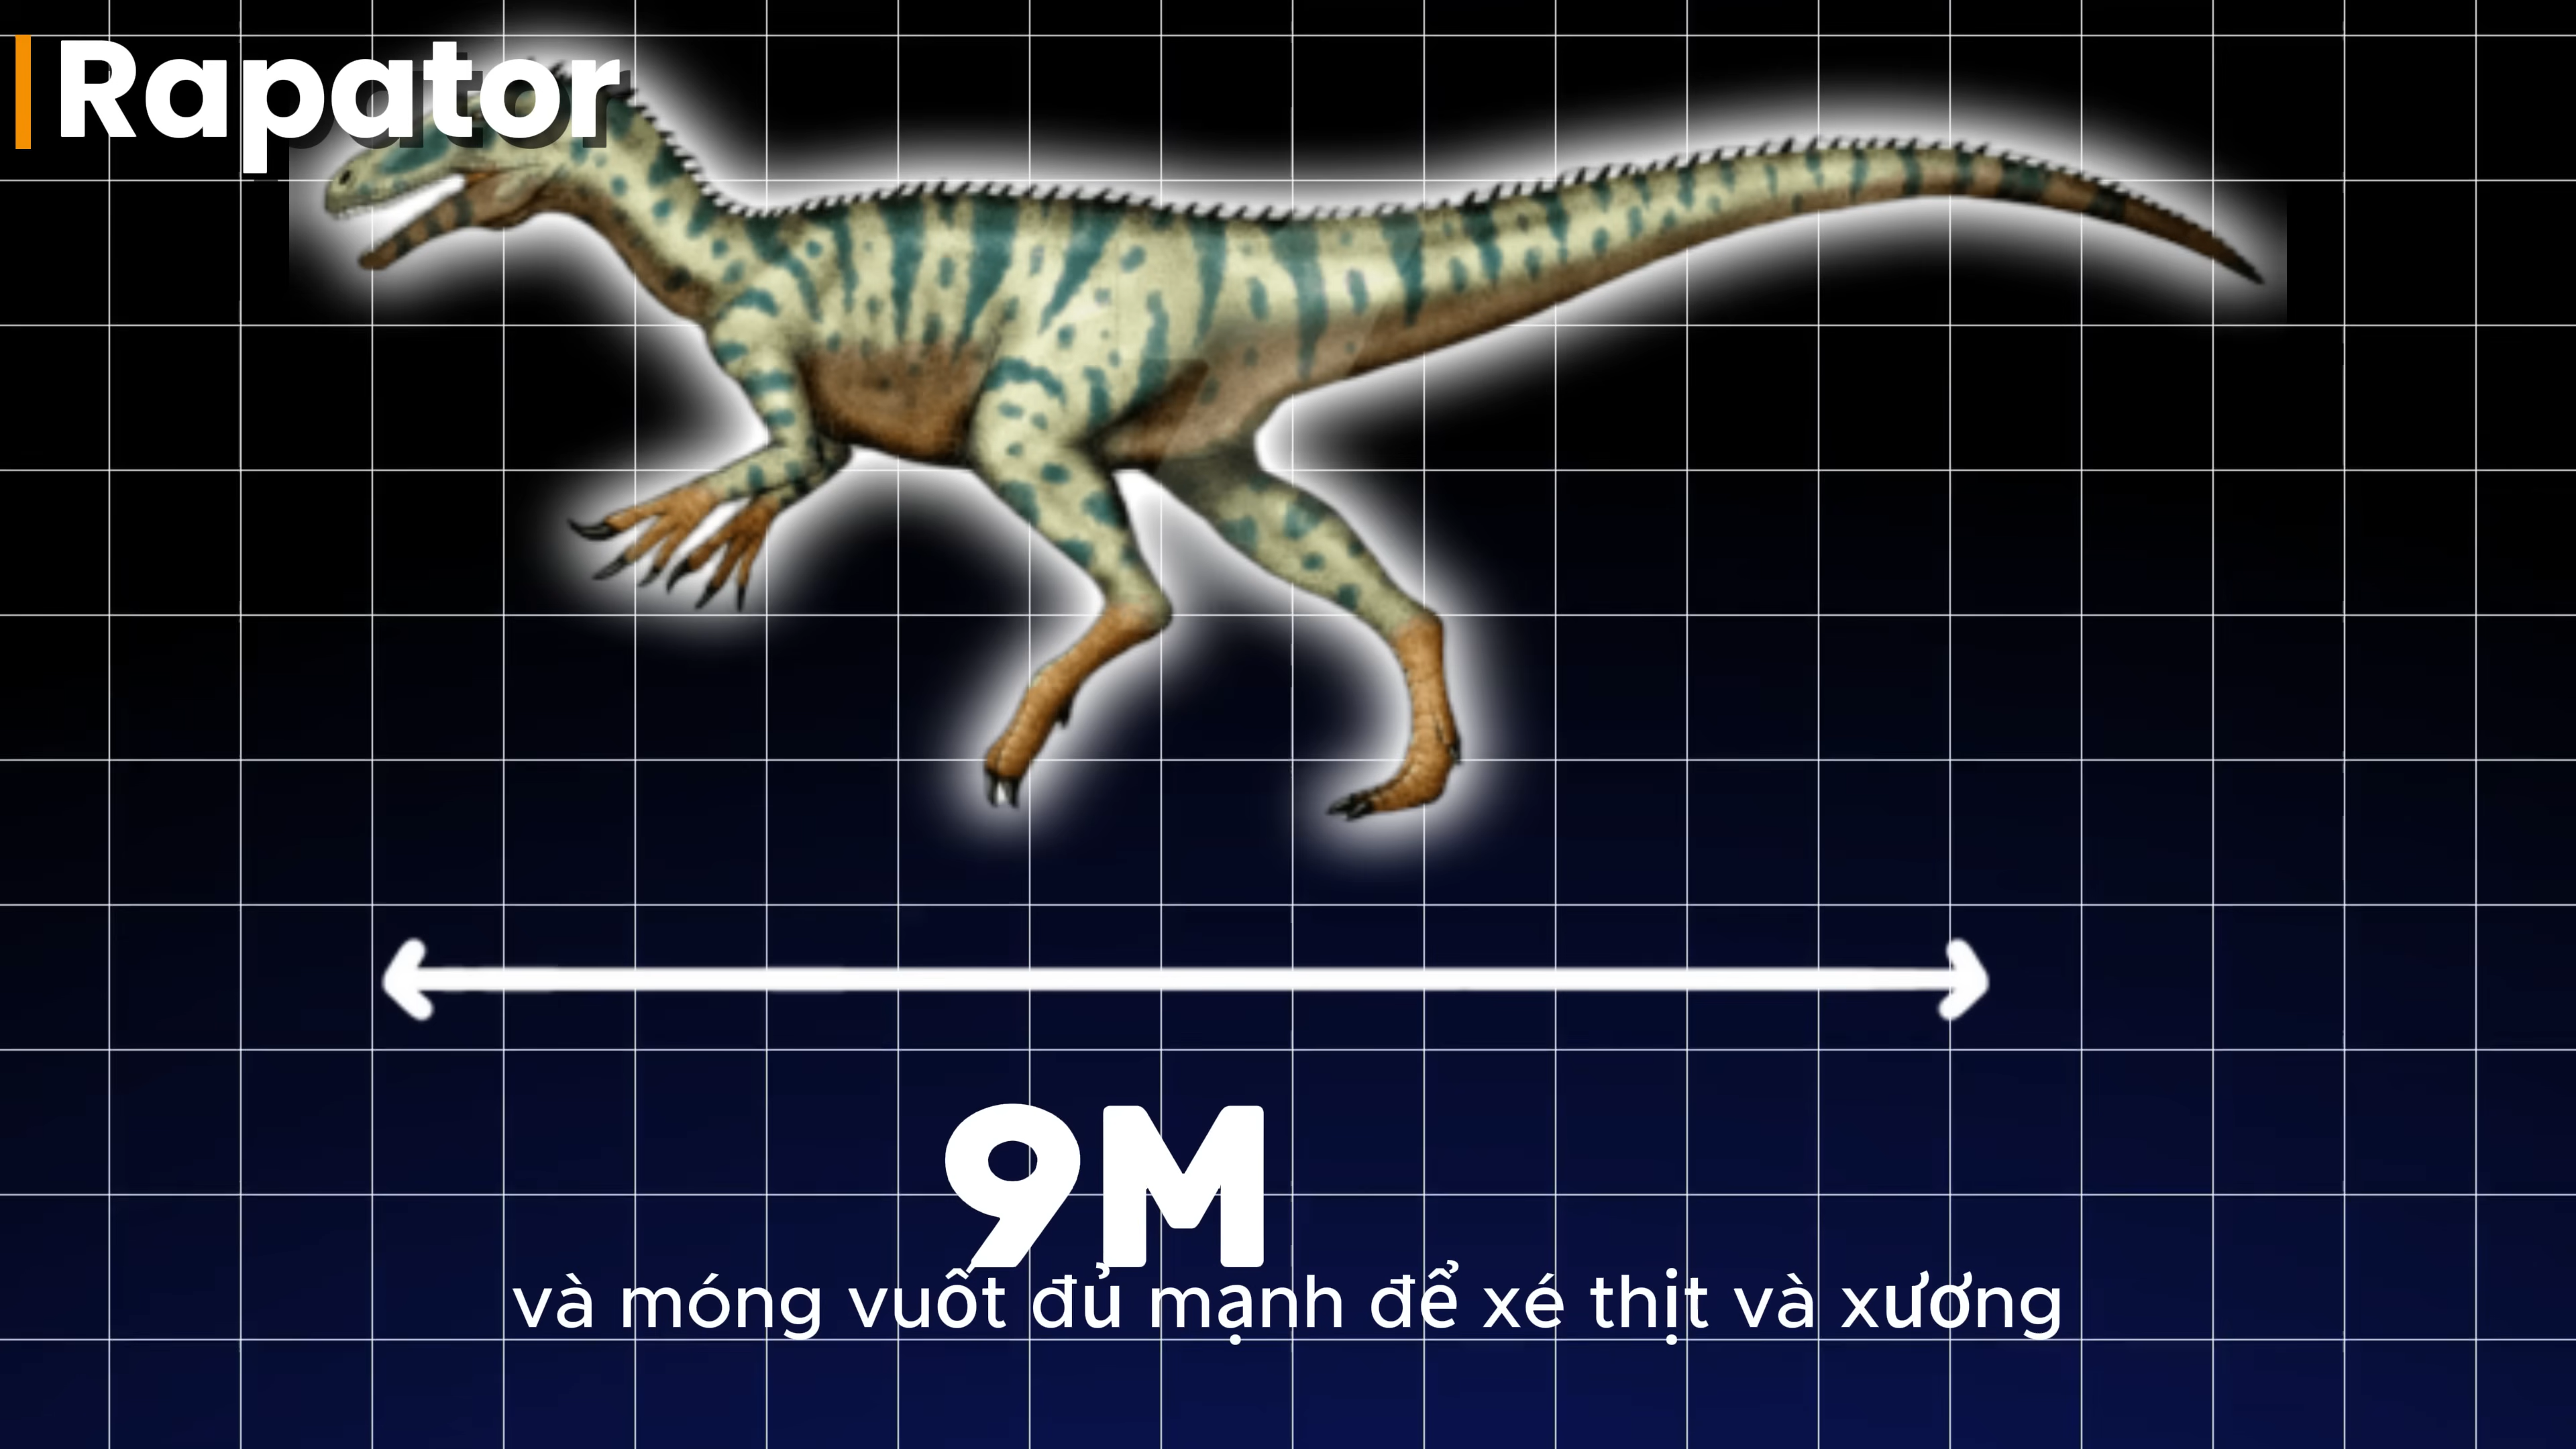 Rapator
9M
và móng vuốt đủ mạnh để xé thịt và xương